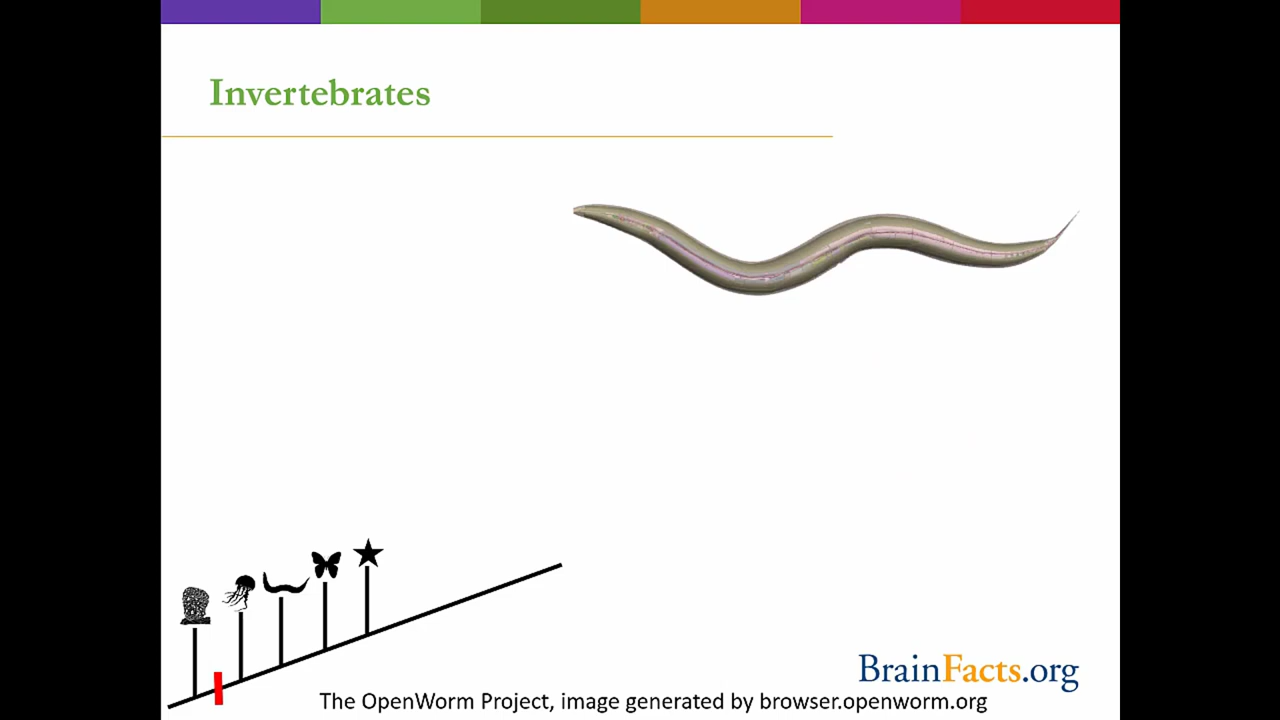 Invertebrates
BrainFacts.org
The OpenWorm Project, image generated by browser.openworm.org